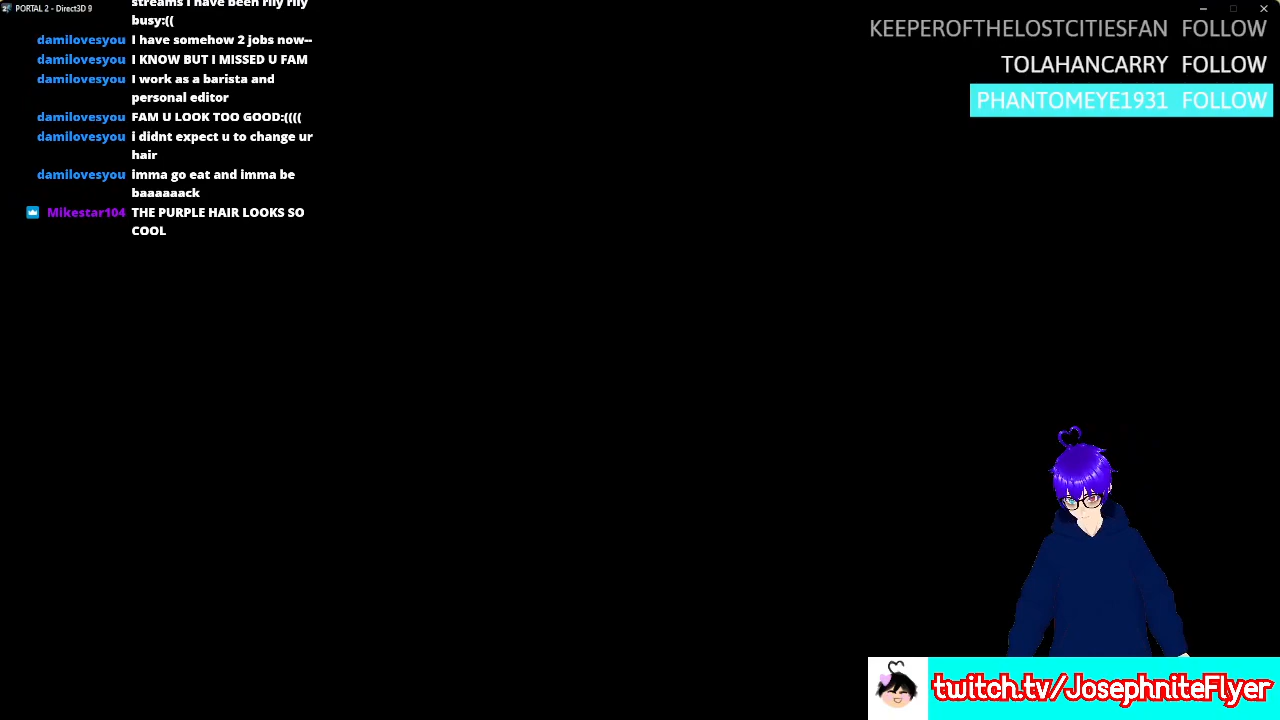 PORTAL 2 - Direct3D 9
streams I have been rlly rlly
busy:((
damilovesyou I have somehow 2 jobs now--
damilovesyou I KNOW BUT I MISSED U FAM
damilovesyou I work as a barista and
personal editor
damilovesyou FAM U LOOK TOO GOOD:((((
damilovesyou i didnt expect u to change ur
hair
damilovesyou imma go eat and imma be
baaaaaack
Mikestar104 THE PURPLE HAIR LOOKS SO
COOL
KEEPEROFTHELOSTCITIESFAN FOLLOW
TOLAHANCARRY FOLLOW
PHANTOMEYE1931 FOLLOW
twitch.tv/JosephniteFlyer